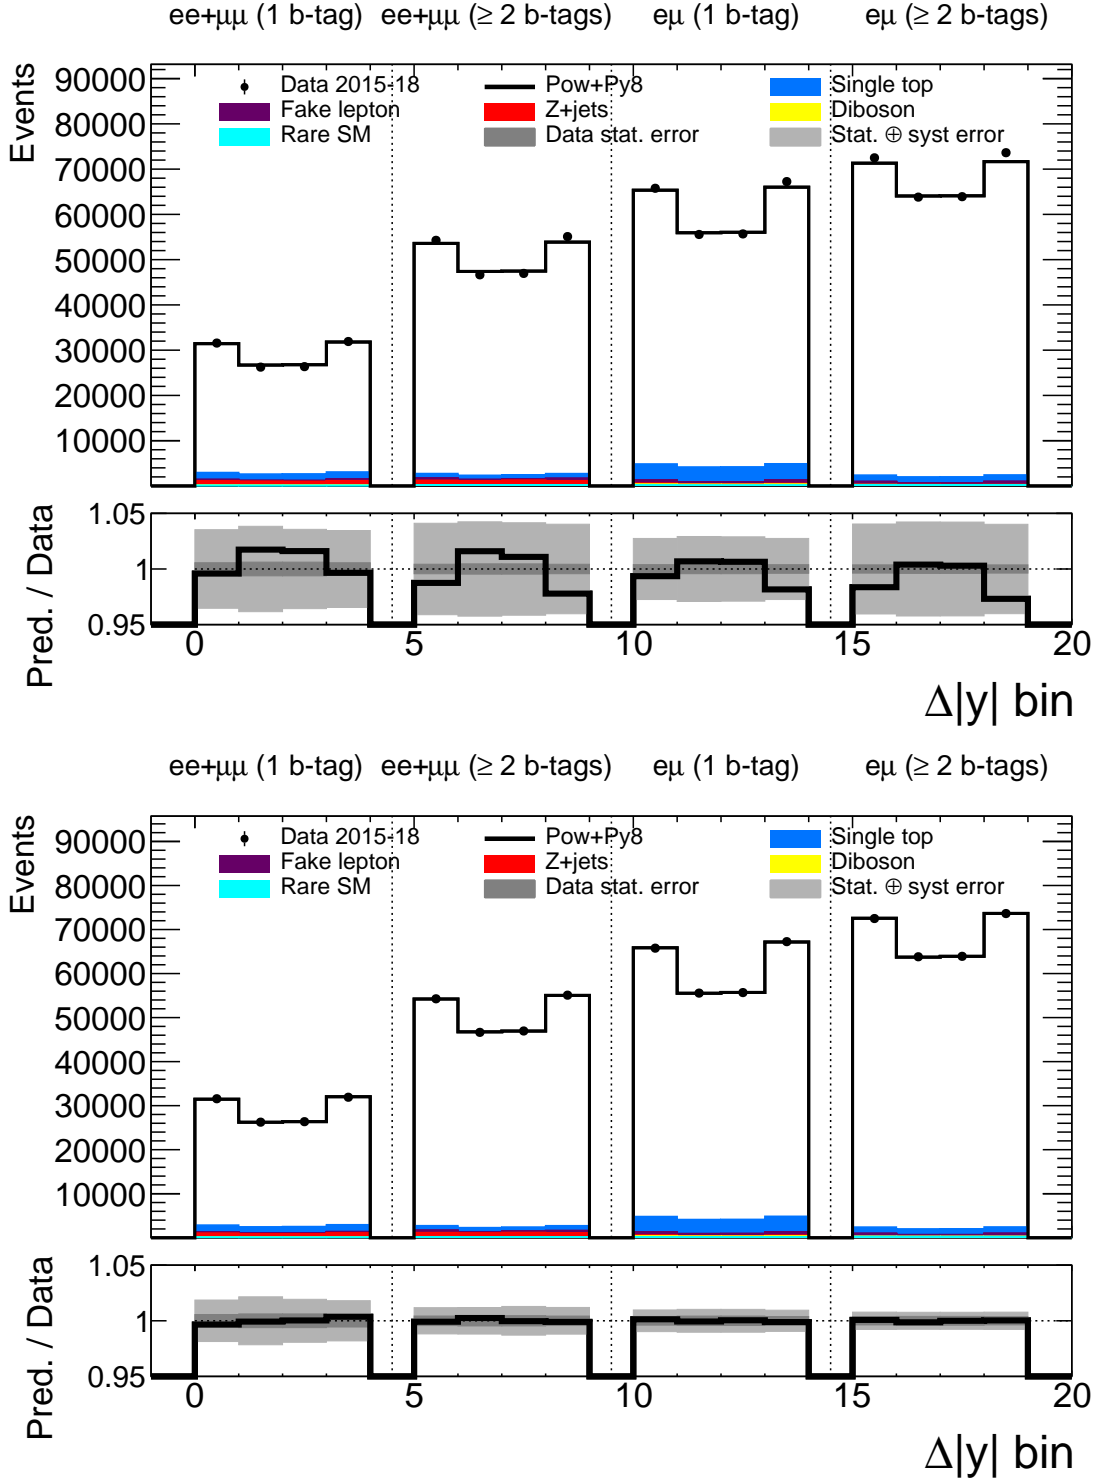 ee+μμ (1 b-tag) ee+μμ (≥ 2 b-tags) eμ (1 b-tag) eμ (≥ 2 b-tags)
Events
90000
80000
70000
60000
50000
40000
30000
20000
10000
Data 2015-18 Pow+Py8 Single top
Fake lepton Z+jets Diboson
Rare SM Data stat. error Stat. ⊕ syst error
Pred. / Data
1.05
1
0.95
0 5 10 15 20
Δ|y| bin
ee+μμ (1 b-tag) ee+μμ (≥ 2 b-tags) eμ (1 b-tag) eμ (≥ 2 b-tags)
Events
90000
80000
70000
60000
50000
40000
30000
20000
10000
Data 2015-18 Pow+Py8 Single top
Fake lepton Z+jets Diboson
Rare SM Data stat. error Stat. ⊕ syst error
Pred. / Data
1.05
1
0.95
0 5 10 15 20
Δ|y| bin